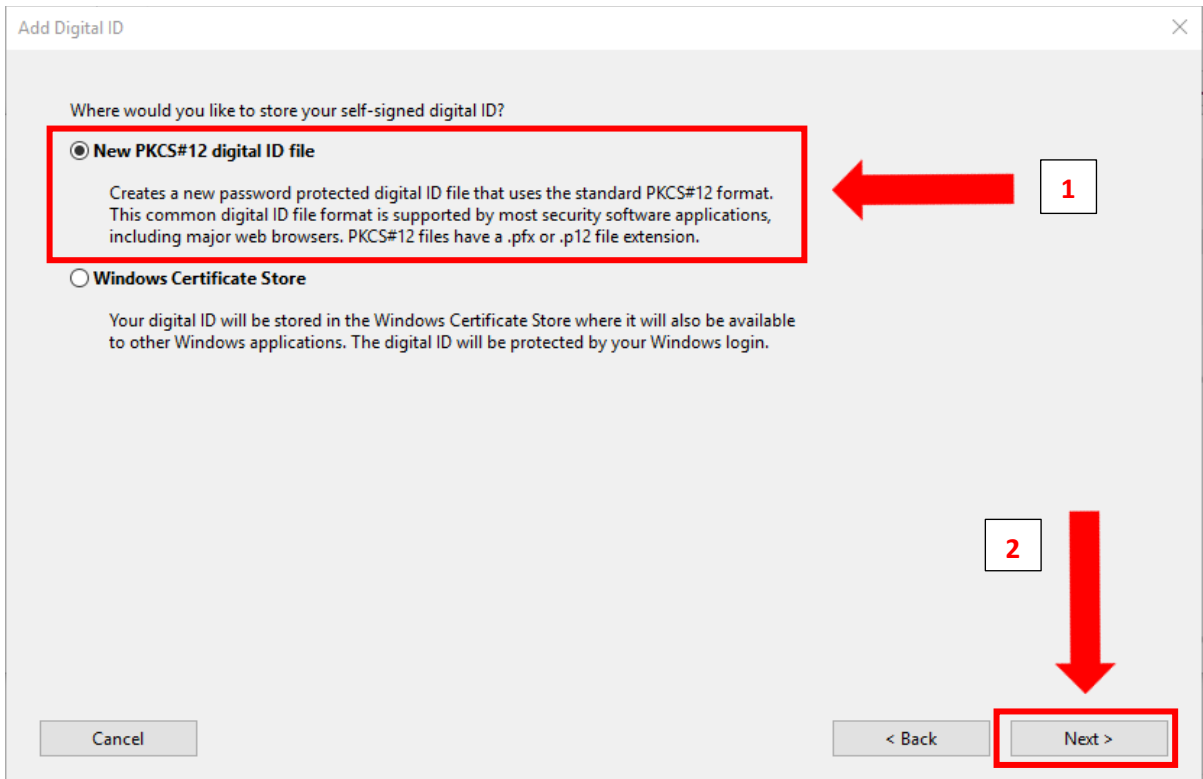 Add Digital ID
Where would you like to store your self-signed digital ID?
New PKCS#12 digital ID file
Creates a new password protected digital ID file that uses the standard PKCS#12 format.
This common digital ID file format is supported by most security software applications,
including major web browsers. PKCS#12 files have a .pfx or .p12 file extension.
1
Windows Certificate Store
Your digital ID will be stored in the Windows Certificate Store where it will also be available
to other Windows applications. The digital ID will be protected by your Windows login.
2
Cancel
< Back
Next >